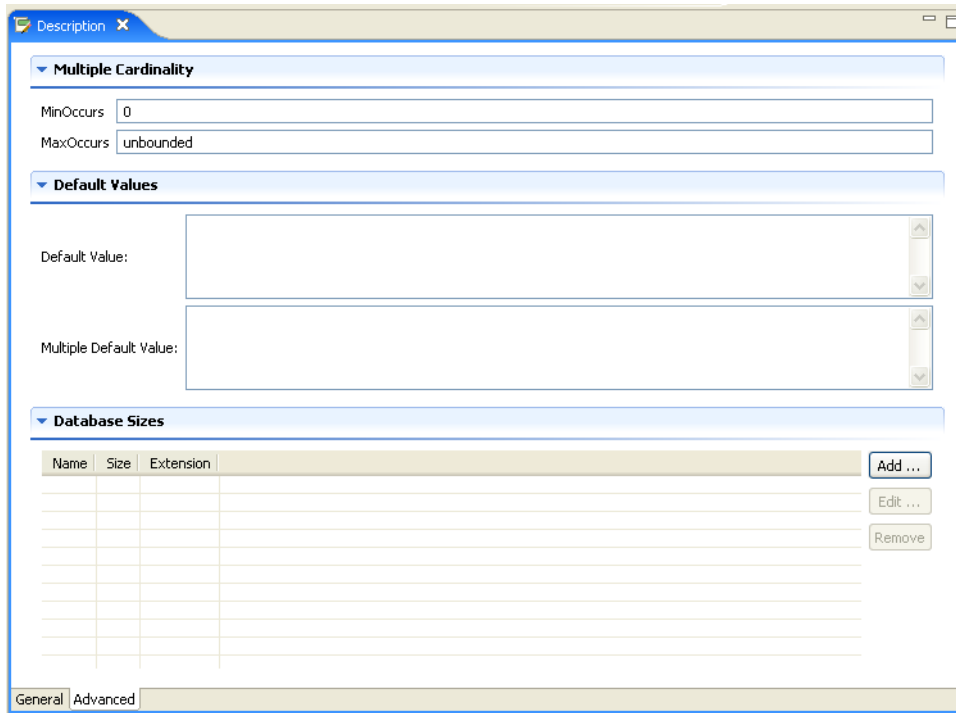 Description
Multiple Cardinality
MinOccurs 0
MaxOccurs unbounded
Default Values
Default Value:
Multiple Default Value:
Database Sizes
Name Size Extension
Add ...
Edit ...
Remove
General Advanced